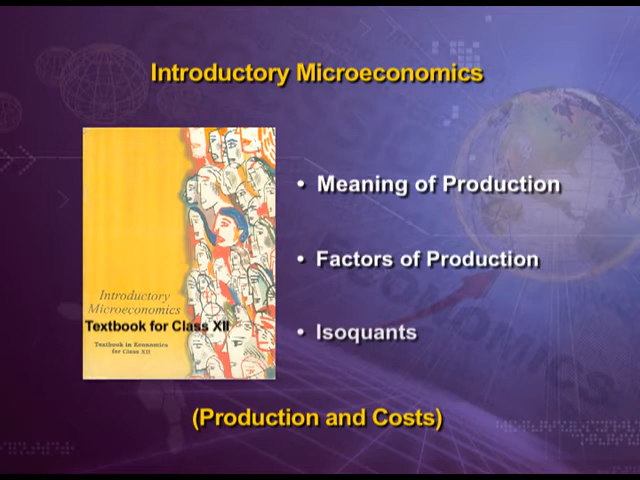 Introductory Microeconomics
• Meaning of Production
• Factors of Production
• Isoquants
Introductory
Microeconomics
Textbook for Class XII
Textbook in Economics
for Class XII
(Production and Costs)